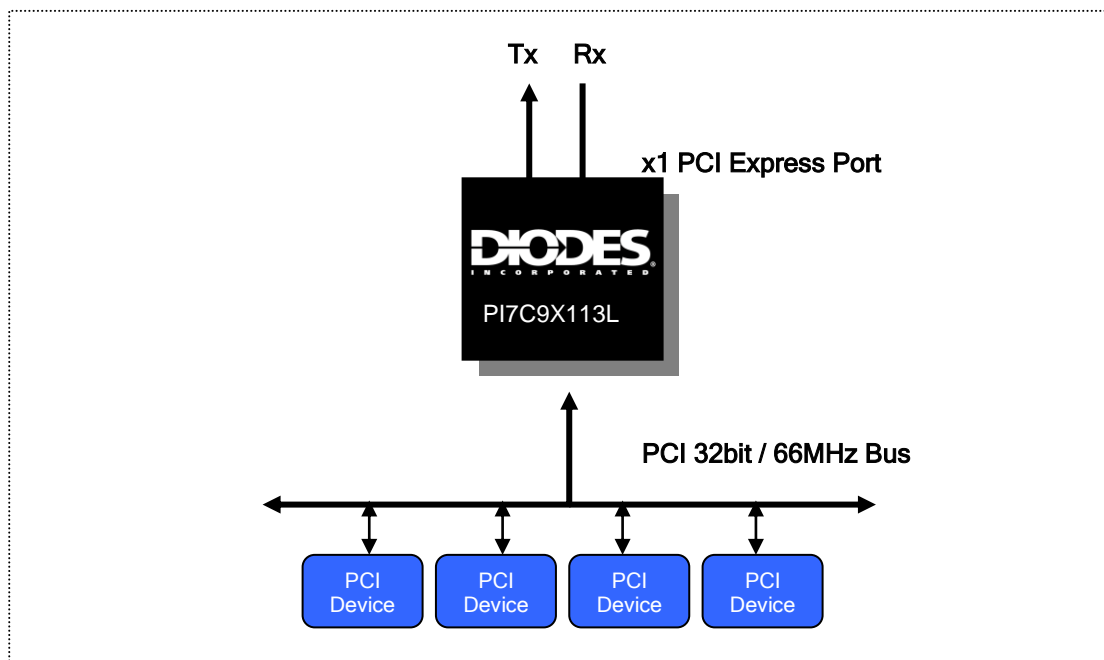 Tx Rx
x1 PCI Express Port
DIODES®
INCORPORATED
PI7C9X113L
PCI 32bit / 66MHz Bus
PCI
Device
PCI
Device
PCI
Device
PCI
Device